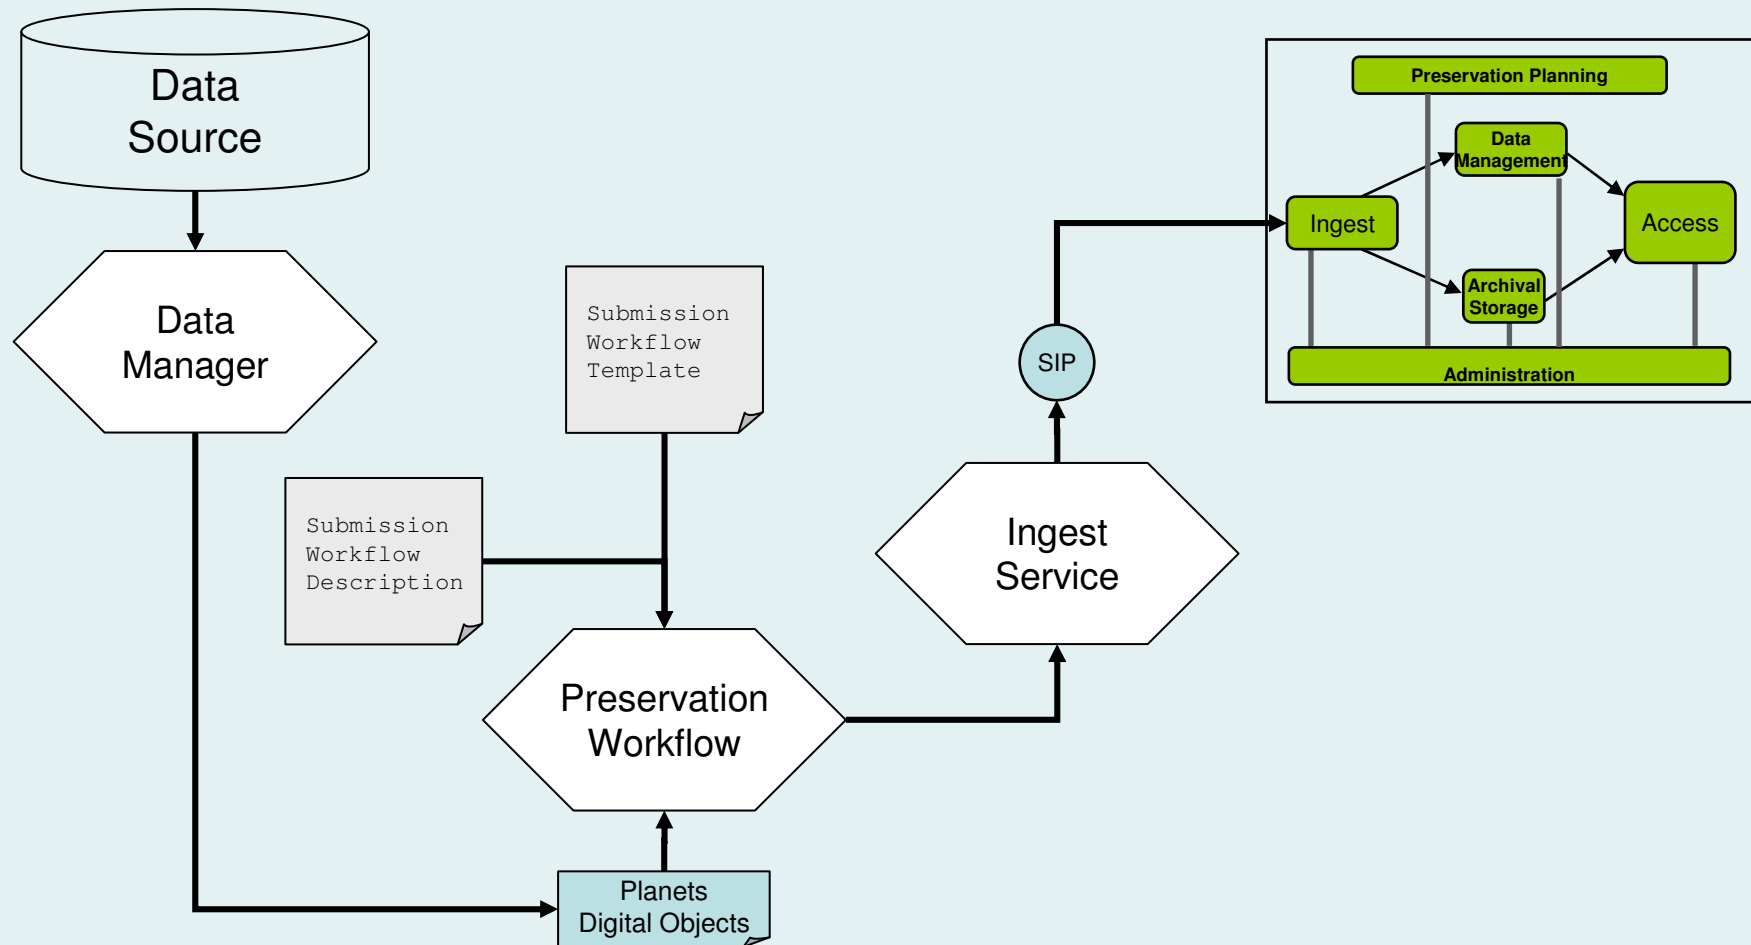 Data
Source
Preservation Planning
Data
Management
Ingest
Access
Archival
Storage
Administration
Data
Manager
Submission
Workflow
Template
SIP
Submission
Workflow
Description
Ingest
Service
Preservation
Workflow
Planets
Digital Objects